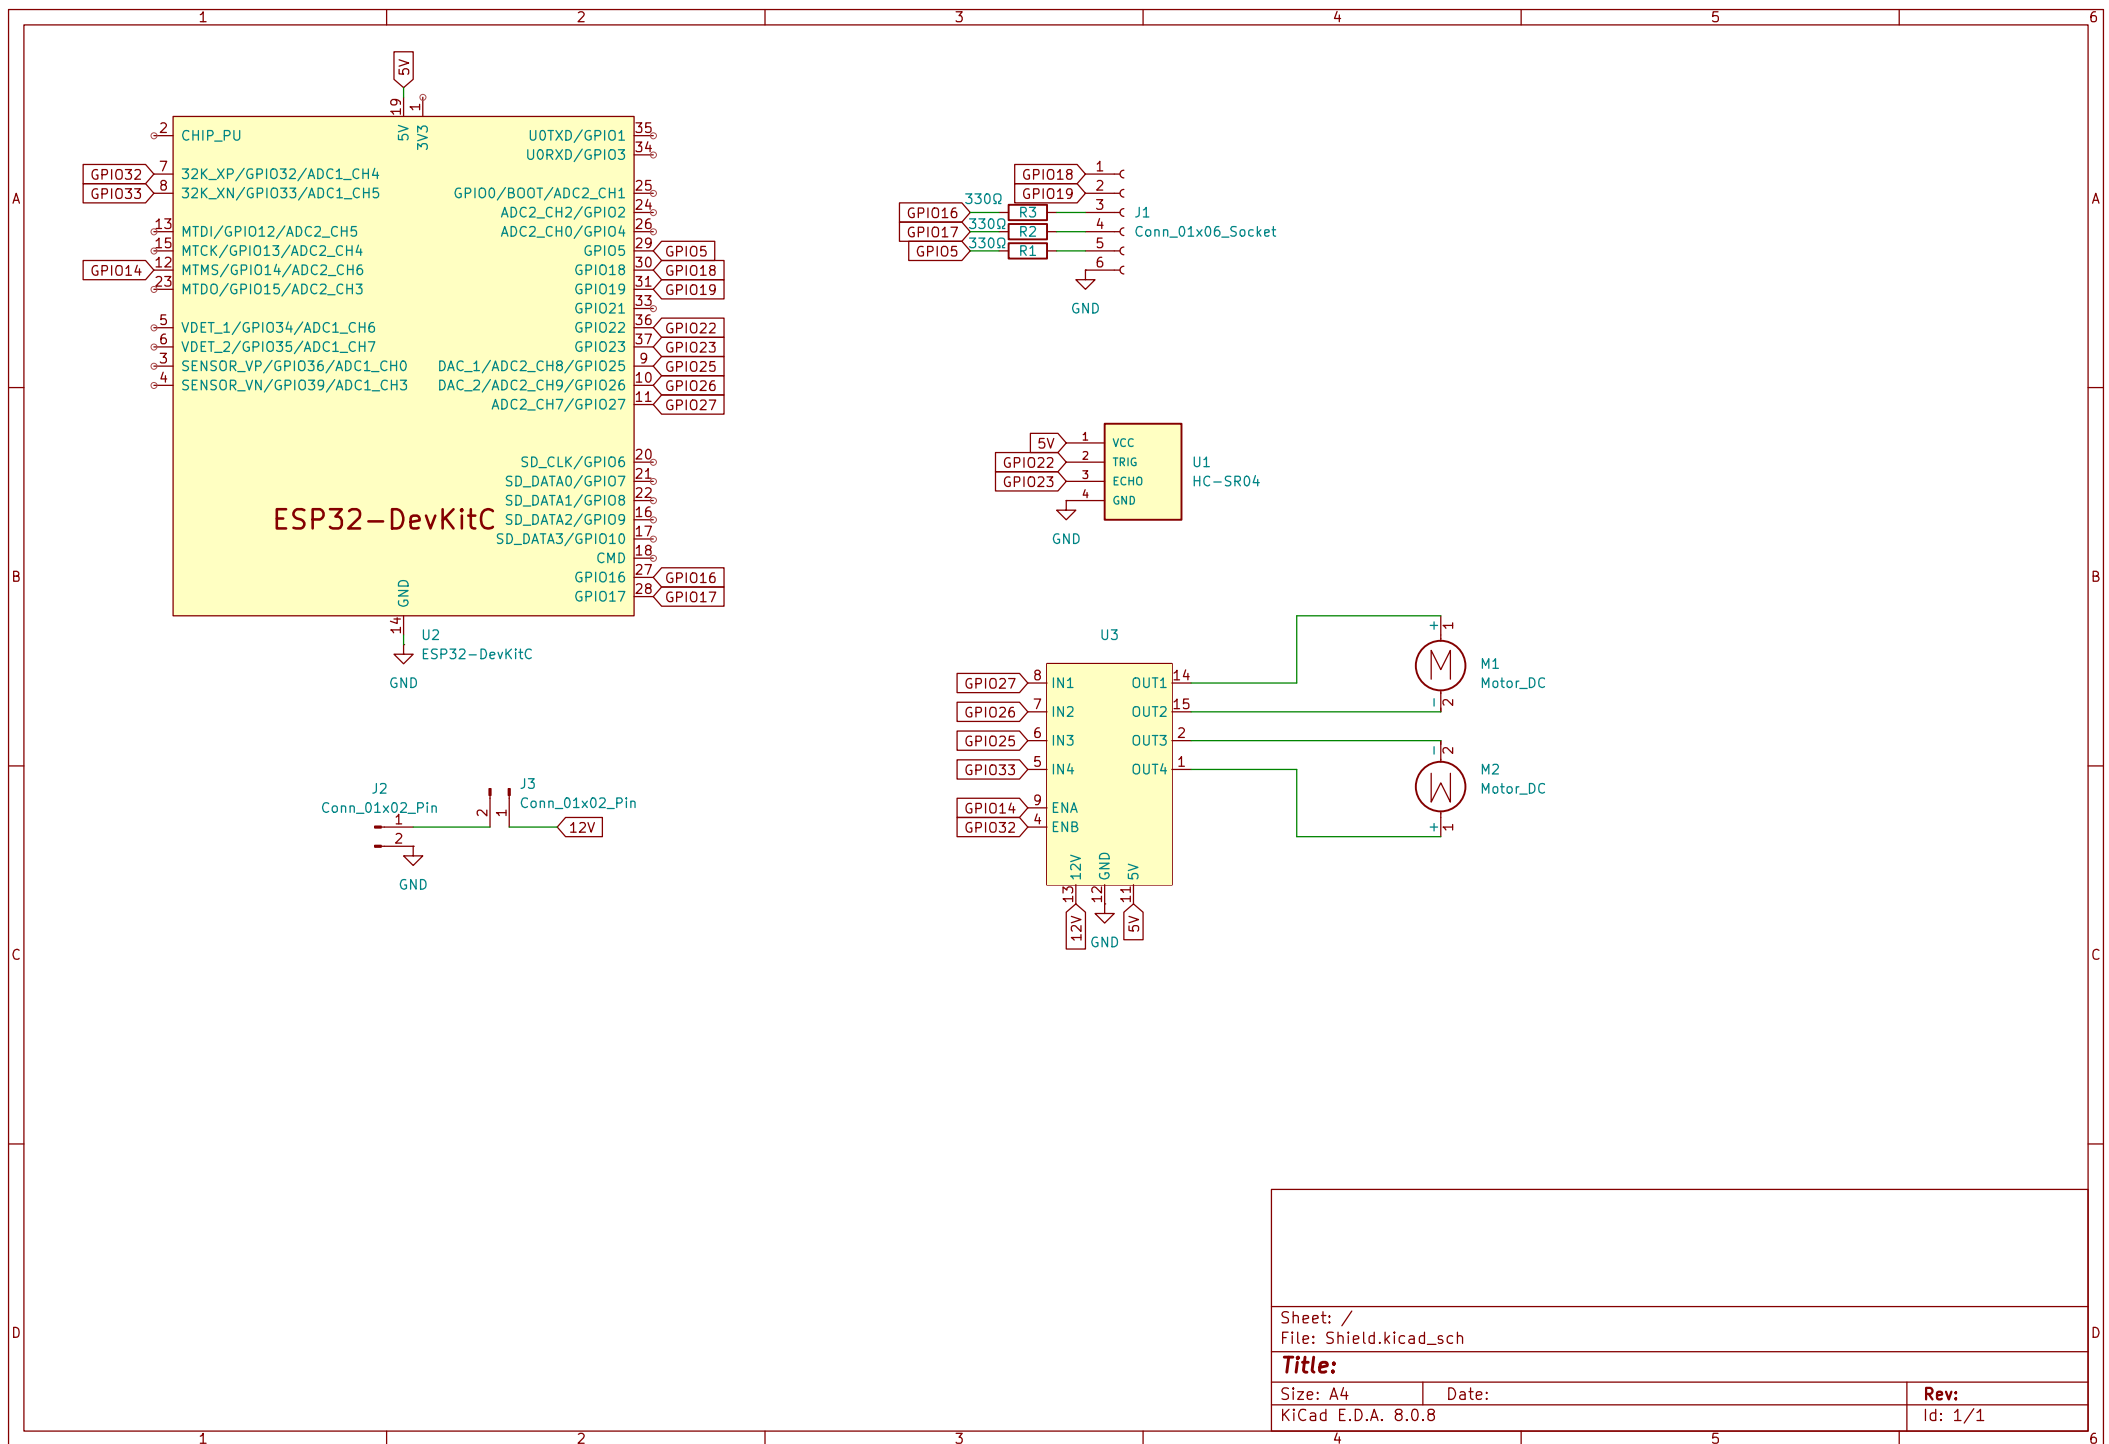 1 2 3 4 5 6
A A
B B
C C
D D
1 2 3 4 5 6
5V
19 1
5V 3V3
2 CHIP_PU
GPIO32 7 32K_XP/GPIO32/ADC1_CH4
GPIO33 8 32K_XN/GPIO33/ADC1_CH5
13 MTDI/GPIO12/ADC2_CH5
15 MTCK/GPIO13/ADC2_CH4
GPIO14 12 MTMS/GPIO14/ADC2_CH6
23 MTDO/GPIO15/ADC2_CH3
5 VDET_1/GPIO34/ADC1_CH6
6 VDET_2/GPIO35/ADC1_CH7
3 SENSOR_VP/GPIO36/ADC1_CH0
4 SENSOR_VN/GPIO39/ADC1_CH3
U0TXD/GPIO1 35
U0RXD/GPIO3 34
GPIO0/BOOT/ADC2_CH1 25
ADC2_CH2/GPIO2 24
ADC2_CH0/GPIO4 26
GPIO5 29 GPIO5
GPIO18 30 GPIO18
GPIO19 31 GPIO19
GPIO21 33
GPIO22 36 GPIO22
GPIO23 37 GPIO23
DAC_1/ADC2_CH8/GPIO25 9 GPIO25
DAC_2/ADC2_CH9/GPIO26 10 GPIO26
ADC2_CH7/GPIO27 11 GPIO27
SD_CLK/GPIO6 20
SD_DATA0/GPIO7 21
SD_DATA1/GPIO8 22
SD_DATA2/GPIO9 16
SD_DATA3/GPIO10 17
CMD 18
GPIO16 27 GPIO16
GPIO17 28 GPIO17
ESP32-DevKitC
GND
14
U2
ESP32-DevKitC
GND
GPIO18 1
GPIO19 2
330Ω
GPIO16 R3 3 J1
330Ω
GPIO17 R2 4 Conn_01x06_Socket
330Ω
GPIO5 R1 5
6
GND
5V 1 VCC
GPIO22 2 TRIG U1
GPIO23 3 ECHO HC-SR04
4 GND
GND
U3
GPIO27 8 IN1 OUT1 14
GPIO26 7 IN2 OUT2 15
GPIO25 6 IN3 OUT3 2
GPIO33 5 IN4 OUT4 1
GPIO14 9 ENA
GPIO32 4 ENB
12V GND 5V
13 12 11
12V GND 5V
+ 1
M1
Motor_DC
- 2
- 2
M2
Motor_DC
+ 1
J2
Conn_01x02_Pin
1
2
GND
J3
Conn_01x02_Pin
2 1
12V
Sheet: /
File: Shield.kicad_sch
Title:
Size: A4 Date: Rev:
KiCad E.D.A. 8.0.8 Id: 1/1